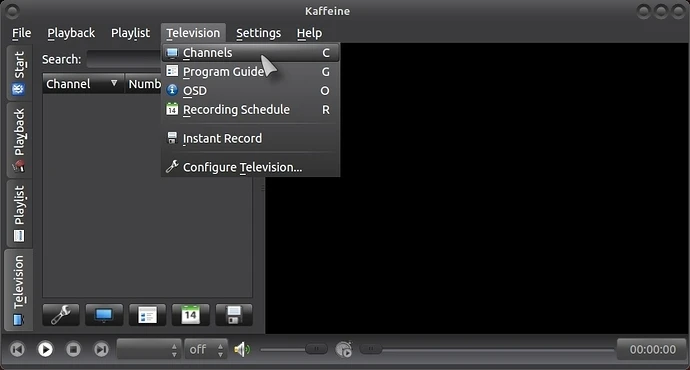 Kaffeine
File Playback Playlist Television Settings Help
Search:
Channel Numb
Channels C
Program Guide G
OSD O
Recording Schedule R
Instant Record
Configure Television...
Start
Playback
Playlist
Television
14
14
off
00:00:00